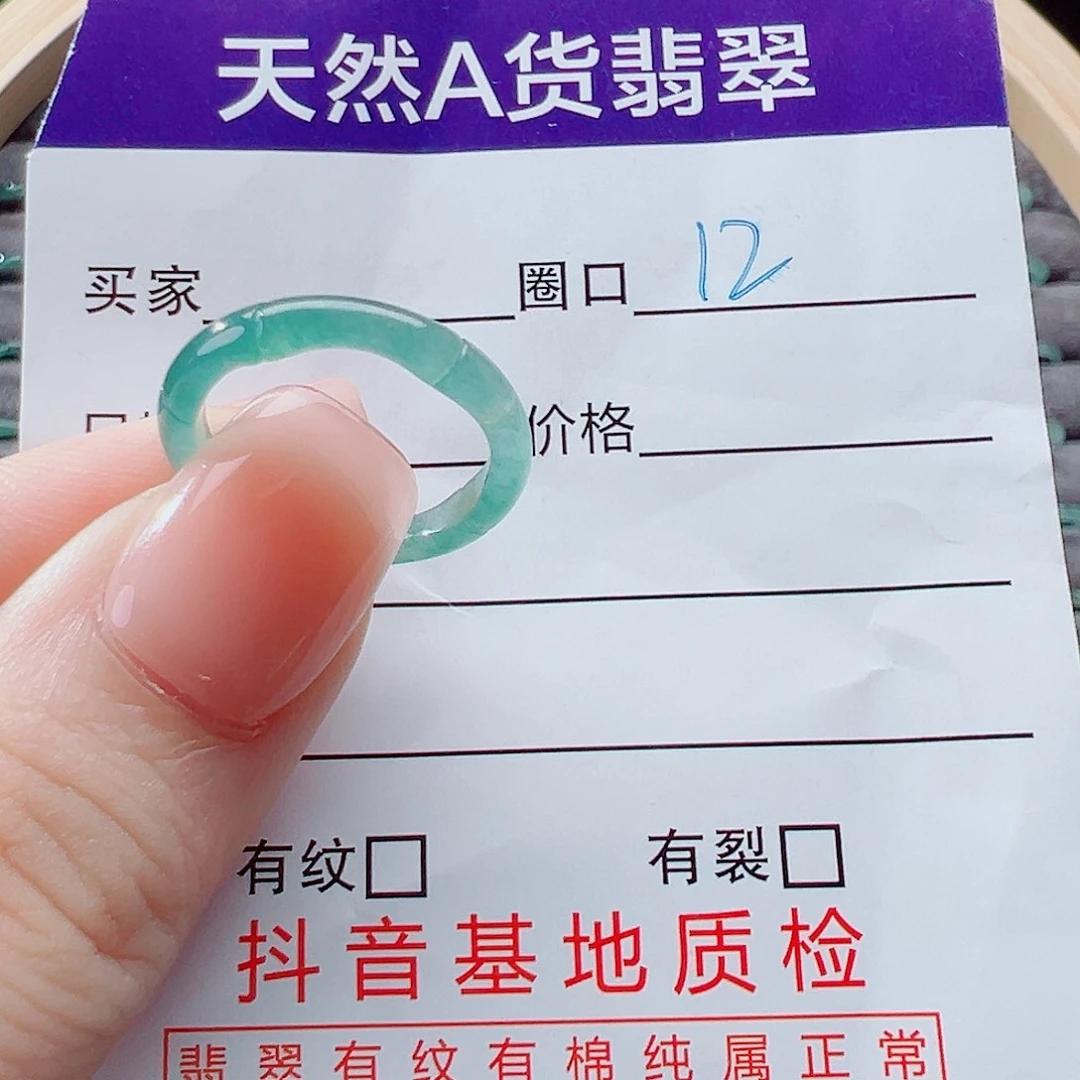 天然A货翡翠
买家 圈口 12
价格
有纹 有裂
抖音基地质检
翡翠有纹有棉纯属正常